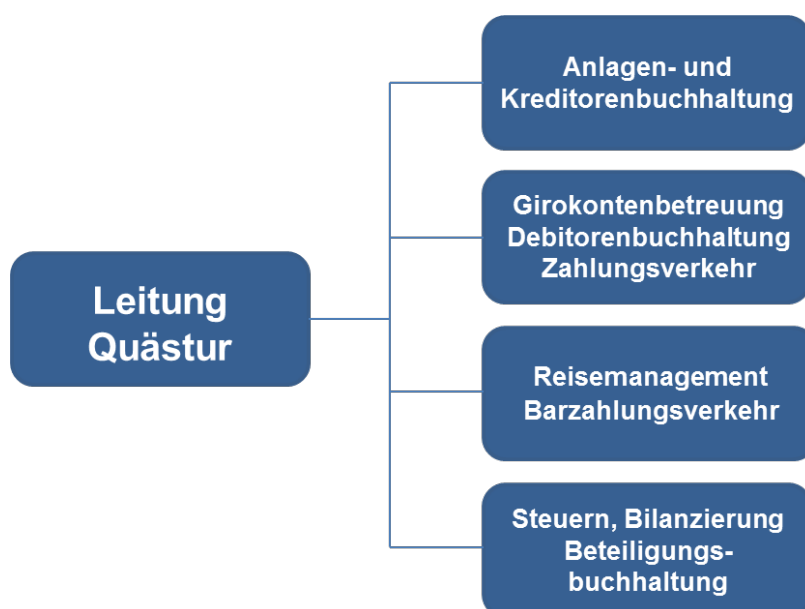 Anlagen- und
Kreditorenbuchhaltung
Girokontenbetreuung
Debitorenbuchhaltung
Zahlungsverkehr
Leitung
Quästur
Reisemanagement
Barzahlungsverkehr
Steuern, Bilanzierung
Beteiligungs-
buchhaltung